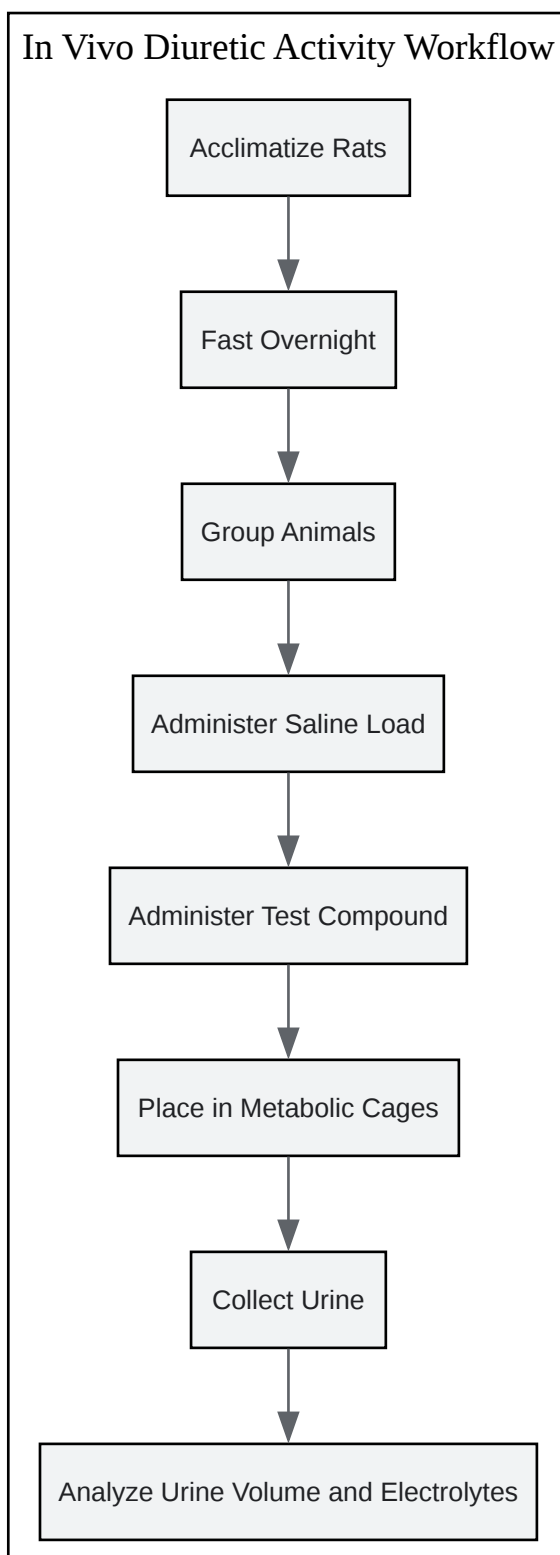 In Vivo Diuretic Activity Workflow
Acclimatize Rats
Fast Overnight
Group Animals
Administer Saline Load
Administer Test Compound
Place in Metabolic Cages
Collect Urine
Analyze Urine Volume and Electrolytes